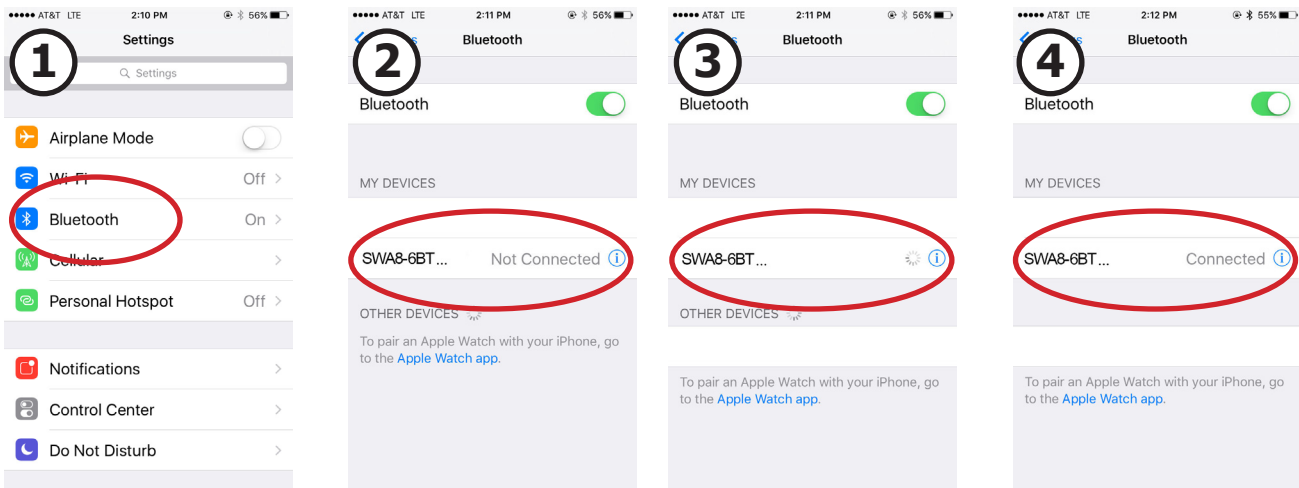 AT&T LTE 2:10 PM 56%
Settings
1
Settings
Airplane Mode
Wi-Fi Off
Bluetooth On
Cellular
Personal Hotspot Off
Notifications
Control Center
Do Not Disturb
AT&T LTE 2:11 PM 56%
Bluetooth
2
Bluetooth
MY DEVICES
SWA8-6BT... Not Connected
OTHER DEVICES
To pair an Apple Watch with your iPhone, go
to the Apple Watch app.
AT&T LTE 2:11 PM 56%
Bluetooth
3
Bluetooth
MY DEVICES
SWA8-6BT...
OTHER DEVICES
To pair an Apple Watch with your iPhone, go
to the Apple Watch app.
AT&T LTE 2:12 PM 55%
Bluetooth
4
Bluetooth
MY DEVICES
SWA8-6BT... Connected
To pair an Apple Watch with your iPhone, go
to the Apple Watch app.